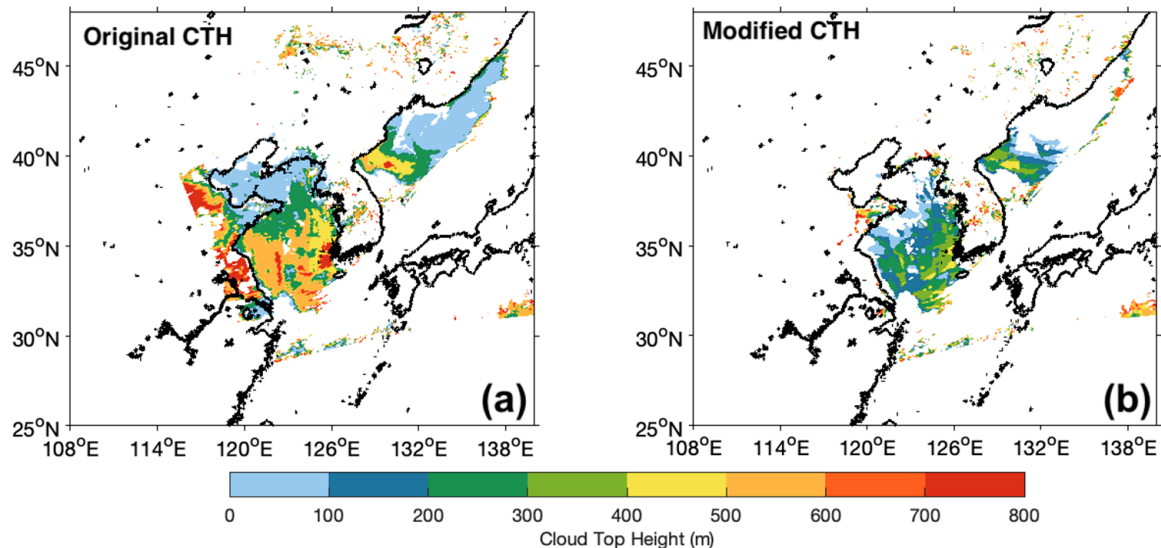 Original CTH
Modified CTH
45°N
40°N
35°N
30°N
25°N
(a)
108°E 114°E 120°E 126°E 132°E 138°E
45°N
40°N
35°N
30°N
25°N
(b)
108°E 114°E 120°E 126°E 132°E 138°E
0 100 200 300 400 500 600 700 800
Cloud Top Height (m)